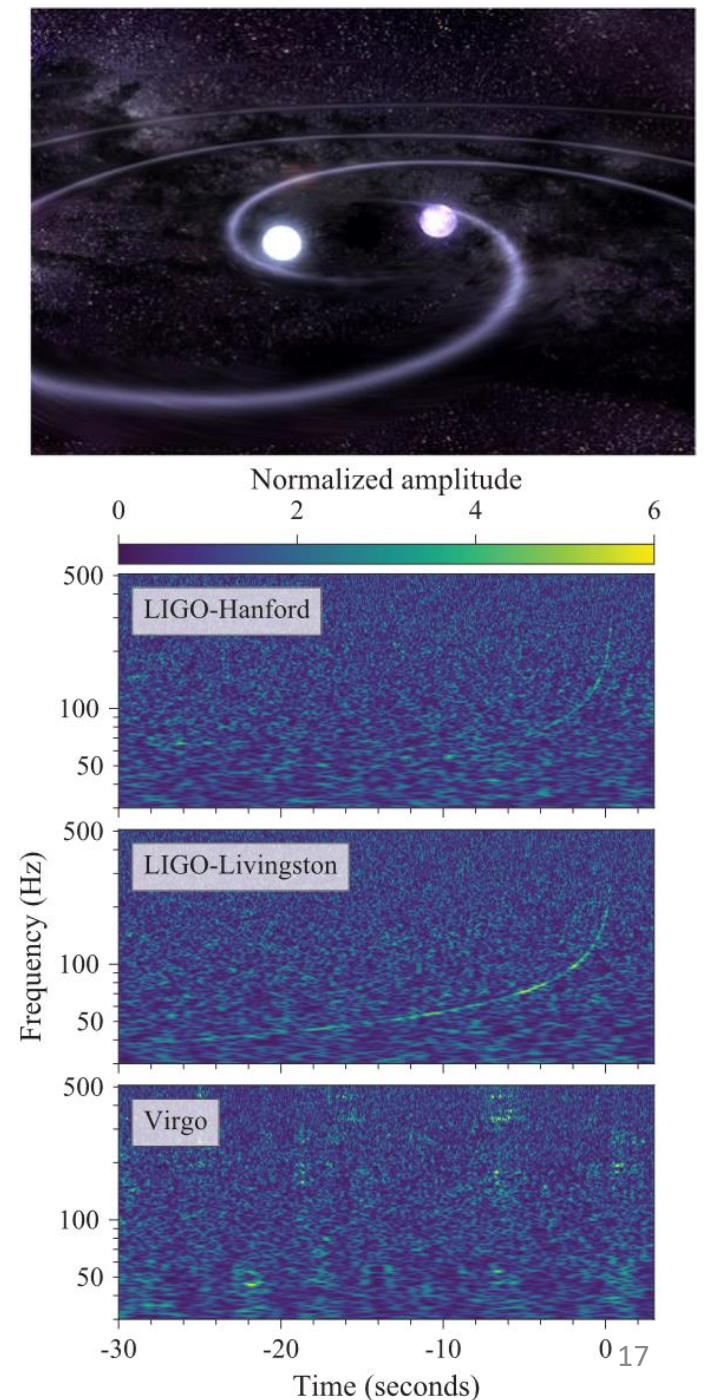 Normalized amplitude
0 2 4 6
500
LIGO-Hanford
100
50
500
LIGO-Livingston
100
50
Frequency (Hz)
500
Virgo
100
50
-30 -20 -10 0 17
Time (seconds)